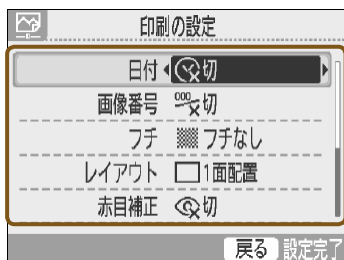 印刷の設定
日付 切
画像番号 000 切
フチ フチなし
レイアウト 1面配置
赤目補正 切
戻る 設定完了